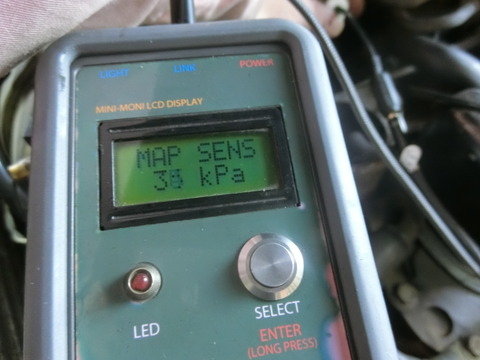 LIGHT LINK POWER
MINI-MONI LCD DISPLAY
MAP SENS
kPa
LED
SELECT
ENTER
(LONG PRESS)